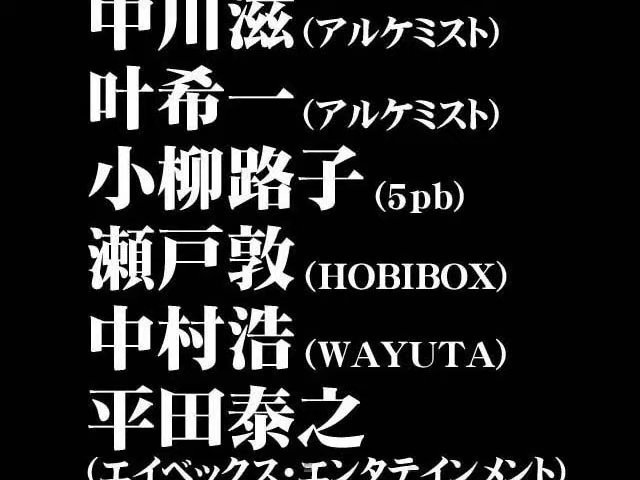 中川滋(アルケミスト)
叶希一(アルケミスト)
小柳路子(5pb)
瀬戸敦(HOBIBOX)
中村浩(WAYUTA)
平田泰之
(エイベックス・エンタテインメント)